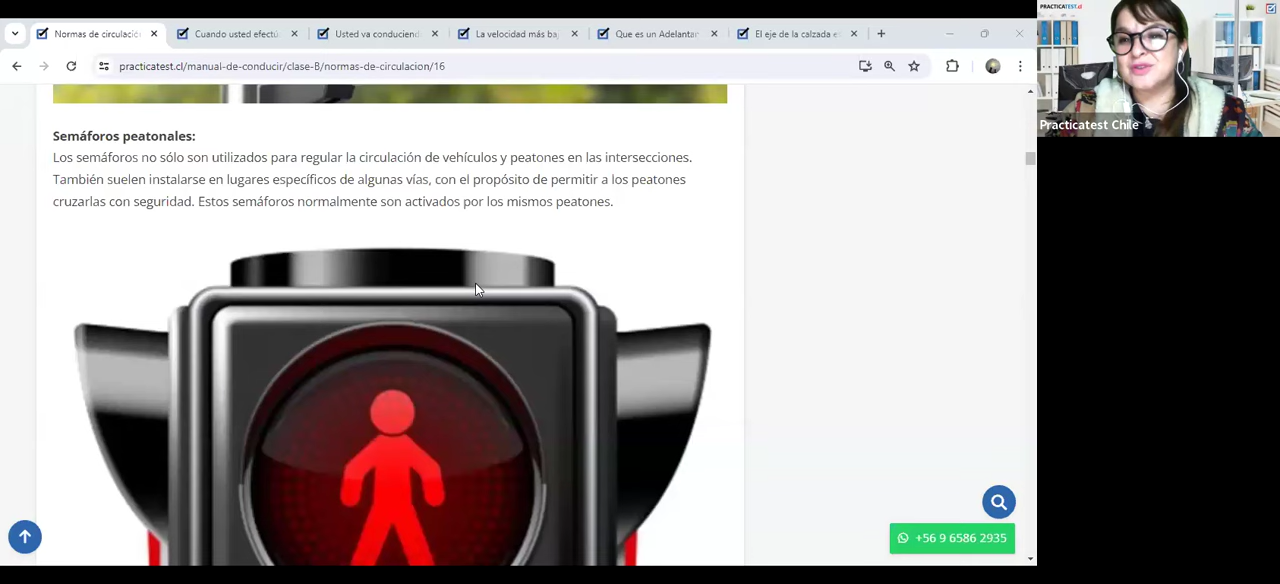 Normas de circulació
Cuando usted efectú
Usted va conduciend
La velocidad más ba
Que es un Adelantar
El eje de la calzada e
practicatest.cl/manual-de-conducir/clase-B/normas-de-circulacion/16
PRACTICATEST.cl
Practicatest Chile
Semáforos peatonales:
Los semáforos no sólo son utilizados para regular la circulación de vehículos y peatones en las intersecciones.
También suelen instalarse en lugares específicos de algunas vías, con el propósito de permitir a los peatones
cruzarlas con seguridad. Estos semáforos normalmente son activados por los mismos peatones.
+56 9 6586 2935